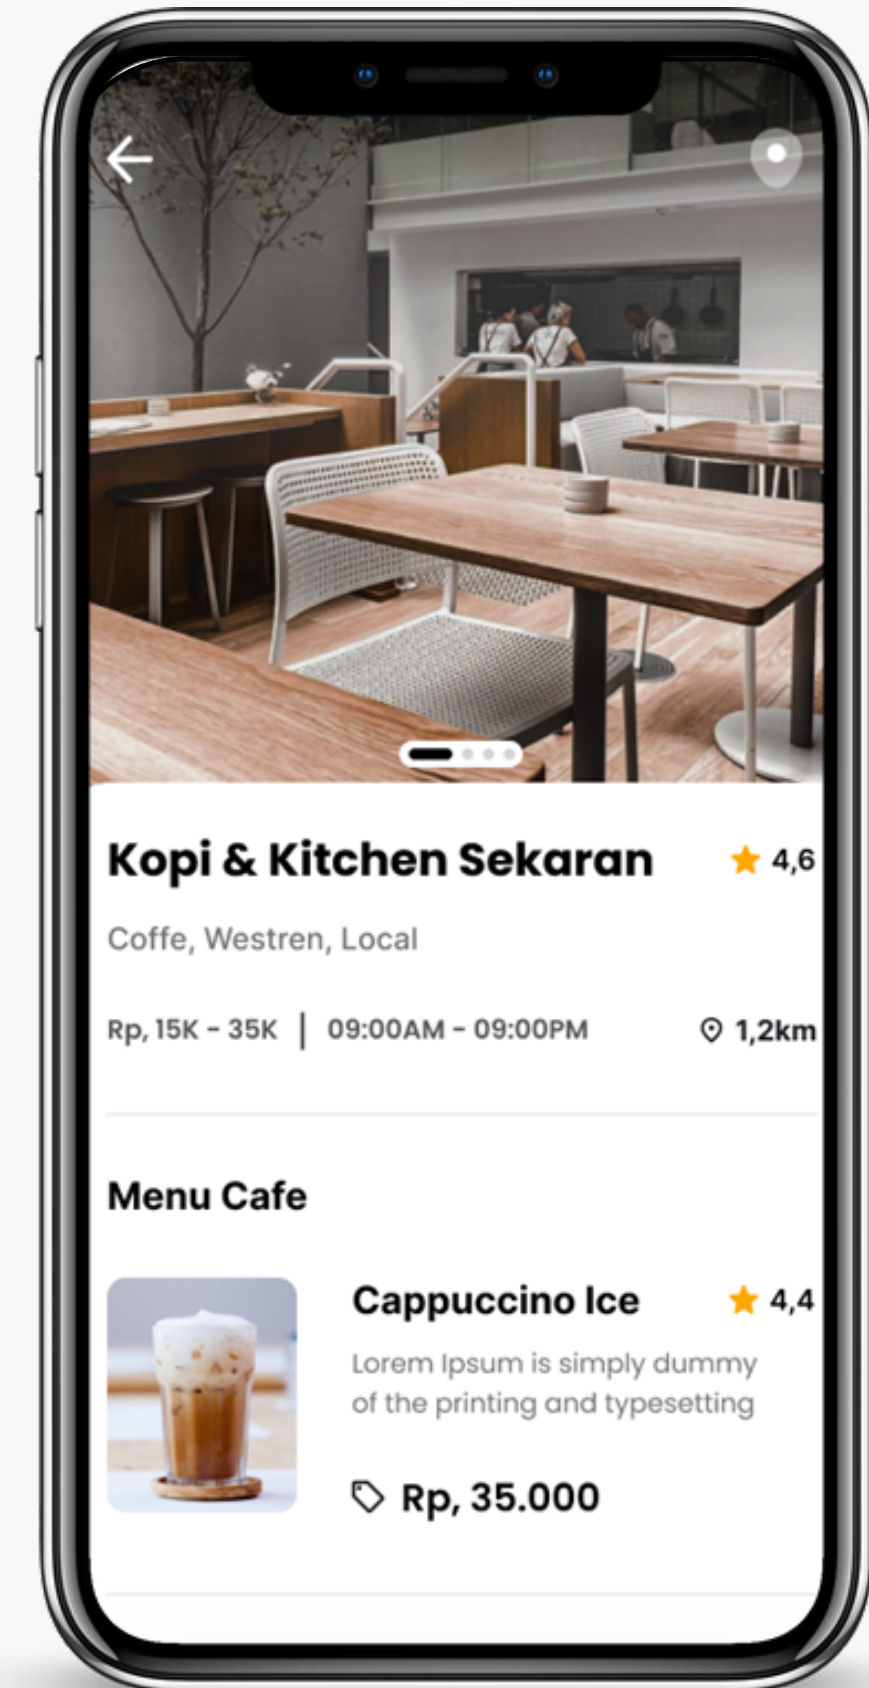 Kopi & Kitchen Sekaran
4,6
Coffe, Westren, Local
Rp, 15K - 35K | 09:00AM - 09:00PM
1,2km
Menu Cafe
Cappuccino Ice
4,4
Lorem Ipsum is simply dummy
of the printing and typesetting
Rp, 35.000